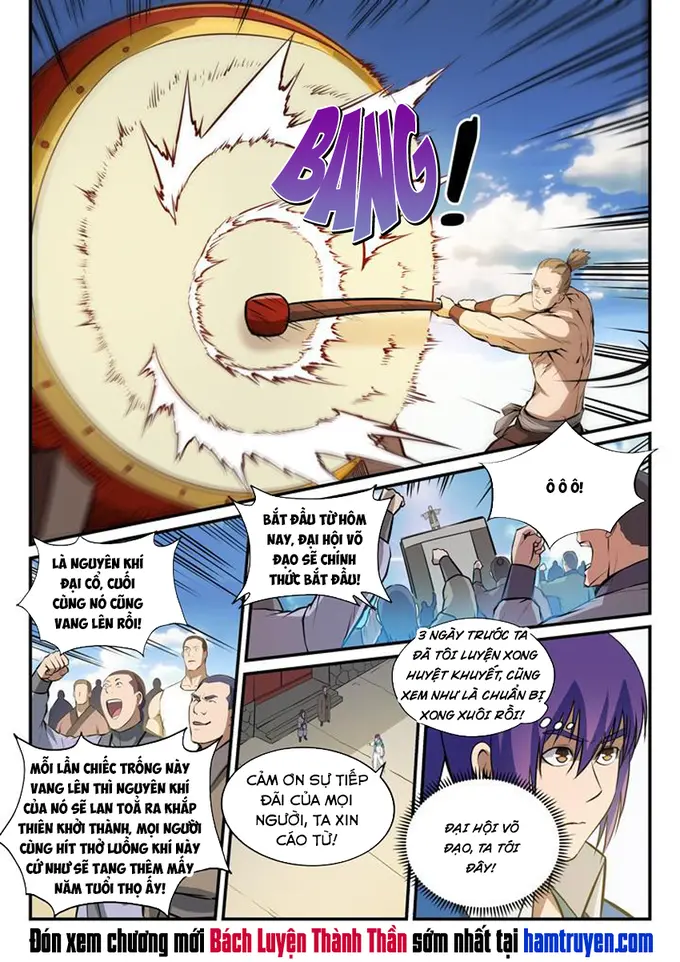 BANG!
Ô Ô Ô!
BẮT ĐẦU TỪ HÔM
NAY, ĐẠI HỘI VÕ
ĐẠO SẼ CHÍNH
THỨC BẮT ĐẦU!
LÀ NGUYÊN KHÍ
ĐẠI CỔ, CUỐI
CÙNG NÓ CŨNG
VANG LÊN RỒI!
MỖI LẦN CHIẾC TRỐNG NÀY
VANG LÊN THÌ NGUYÊN KHÍ
CỦA NÓ SẼ LAN TOẢ RA KHẮP
THIÊN KHỞI THÀNH, MỌI NGƯỜI
CÙNG HÍT THỞ LUỒNG KHÍ NÀY
CỨ NHƯ SẼ TANG THÊM MẤY
NĂM TUỔI THỌ ẤY!
CẢM ƠN SỰ TIẾP
ĐÃI CỦA MỌI
NGƯỜI, TA XIN
CÁO TỪ!
3 NGÀY TRƯỚC TA
ĐÃ TÔI LUYỆN XONG
HUYỆT KHUYẾT, CŨNG
XEM NHƯ LÀ CHUẨN BỊ
XONG XUÔI RỒI!
ĐẠI HỘI VÕ
ĐẠO, TA TỚI
ĐÂY!
Đón xem chương mới Bách Luyện Thành Thần sớm nhất tại hamtruyen.com